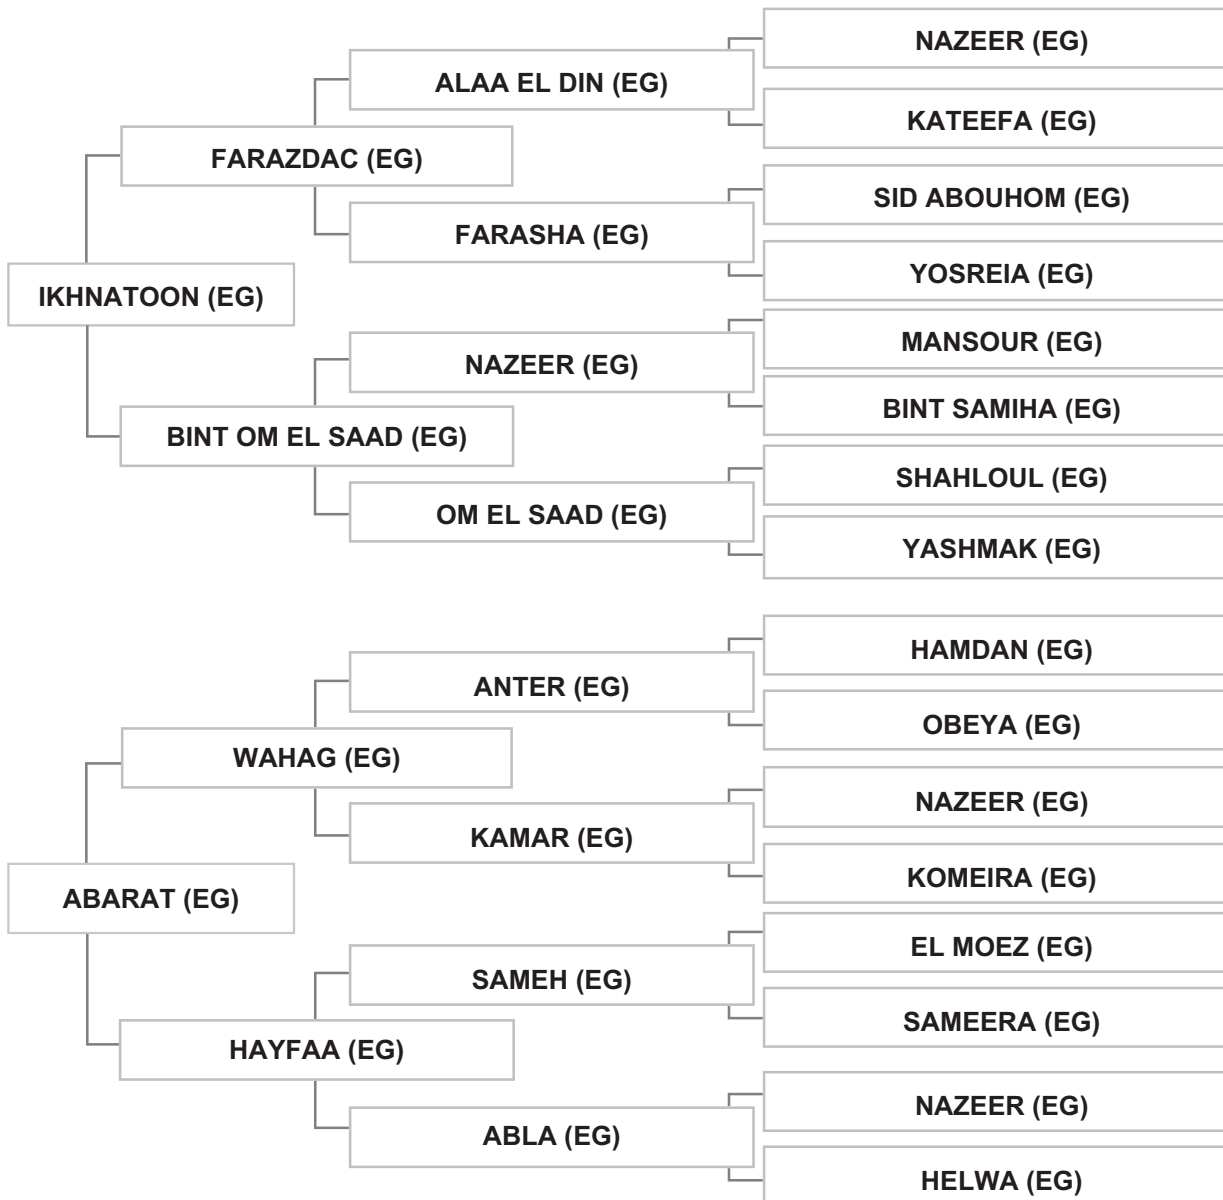 NAZEER (EG)
ALAA EL DIN (EG)
KATEEFA (EG)
FARAZDAC (EG)
SID ABOUHOM (EG)
FARASHA (EG)
YOSREIA (EG)
IKHNATOON (EG)
MANSOUR (EG)
NAZEER (EG)
BINT SAMIHA (EG)
BINT OM EL SAAD (EG)
SHAHLOUL (EG)
OM EL SAAD (EG)
YASHMAK (EG)
HAMDAN (EG)
ANTER (EG)
OBEYA (EG)
WAHAG (EG)
NAZEER (EG)
KAMAR (EG)
KOMEIRA (EG)
ABARAT (EG)
EL MOEZ (EG)
SAMEH (EG)
SAMEERA (EG)
HAYFAA (EG)
NAZEER (EG)
ABLA (EG)
HELWA (EG)